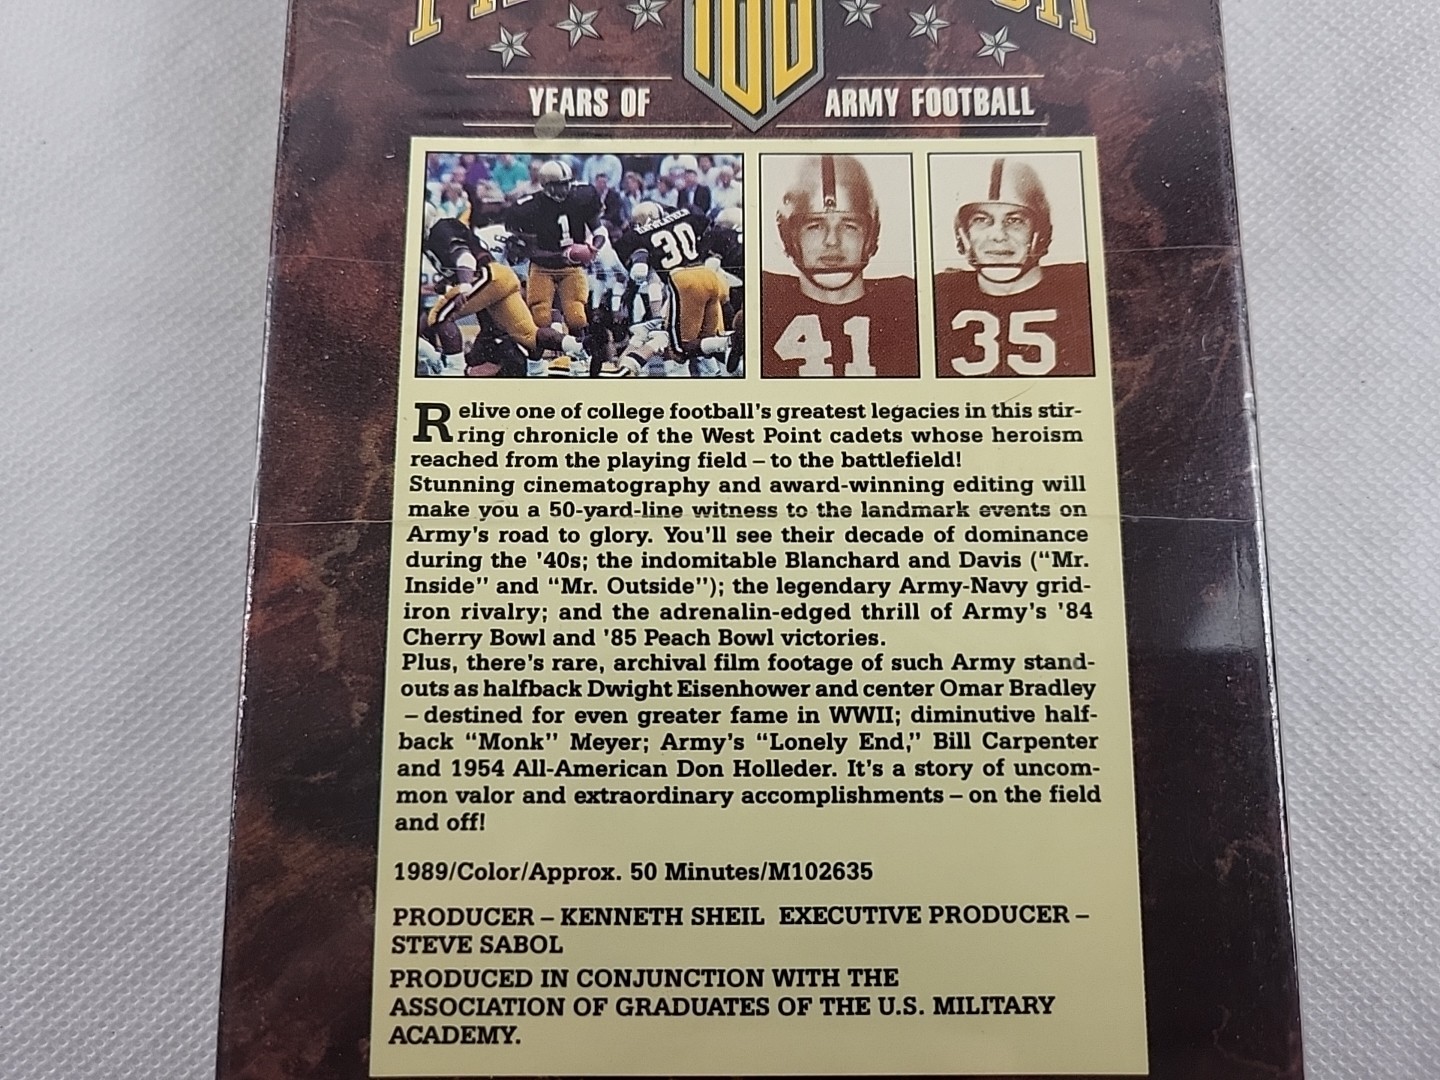 100
YEARS OF ARMY FOOTBALL
1
30
41
35
Relive one of college football's greatest legacies in this stir-
ring chronicle of the West Point cadets whose heroism
reached from the playing field – to the battlefield!
Stunning cinematography and award-winning editing will
make you a 50-yard-line witness to the landmark events on
Army's road to glory. You'll see their decade of dominance
during the '40s; the indomitable Blanchard and Davis ("Mr.
Inside" and "Mr. Outside"); the legendary Army-Navy grid-
iron rivalry; and the adrenalin-edged thrill of Army's '84
Cherry Bowl and '85 Peach Bowl victories.
Plus, there's rare, archival film footage of such Army stand-
outs as halfback Dwight Eisenhower and center Omar Bradley
– destined for even greater fame in WWII; diminutive half-
back "Monk" Meyer; Army's "Lonely End," Bill Carpenter
and 1954 All-American Don Holleder. It's a story of uncom-
mon valor and extraordinary accomplishments – on the field
and off!
1989/Color/Approx. 50 Minutes/M102635
PRODUCER – KENNETH SHEIL EXECUTIVE PRODUCER –
STEVE SABOL
PRODUCED IN CONJUNCTION WITH THE
ASSOCIATION OF GRADUATES OF THE U.S. MILITARY
ACADEMY.